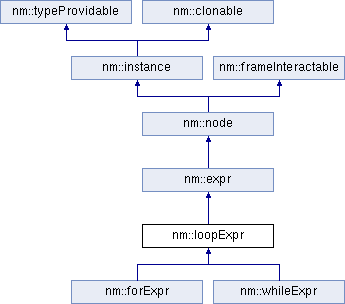 nm::typeProvidable nm::clonable
nm::instance nm::frameInteractable
nm::node
nm::expr
nm::loopExpr
nm::forExpr nm::whileExpr